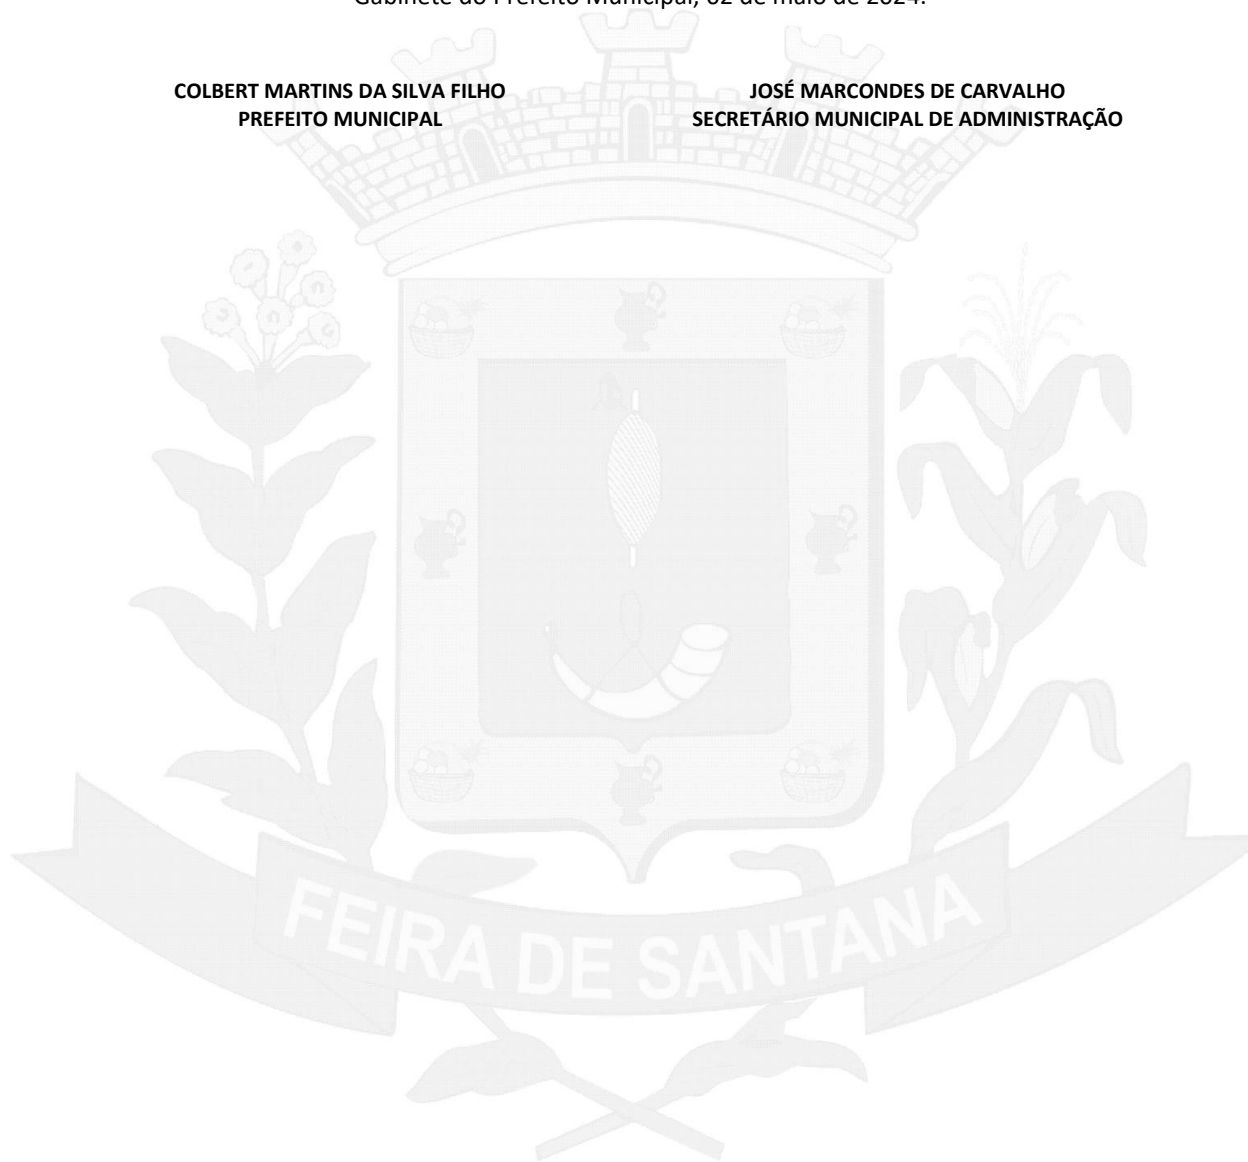 Gabinete do Prefeito Municipal, 02 de maio de 2024.
COLBERT MARTINS DA SILVA FILHO
PREFEITO MUNICIPAL
JOSÉ MARCONDES DE CARVALHO
SECRETÁRIO MUNICIPAL DE ADMINISTRAÇÃO
FEIRA DE SANTANA